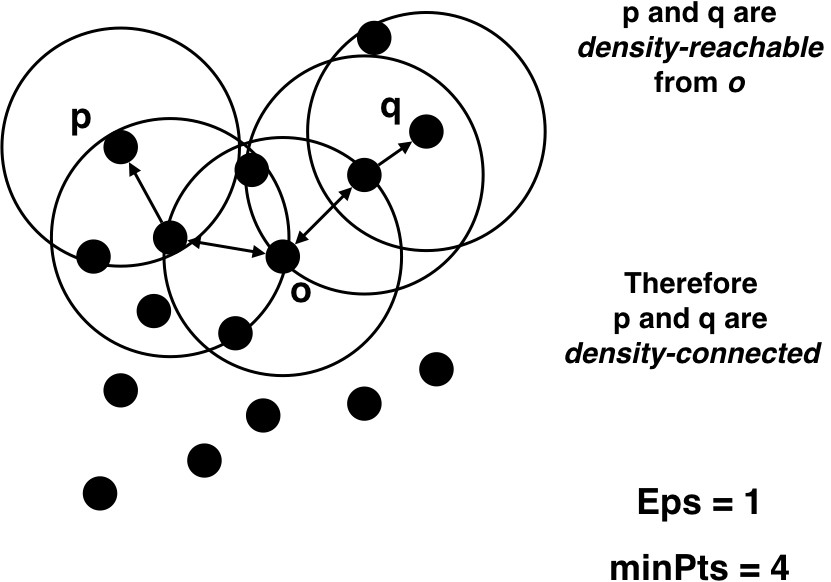 p and q are
density-reachable
from o
p
q
o
Therefore
p and q are
density-connected
Eps = 1
minPts = 4